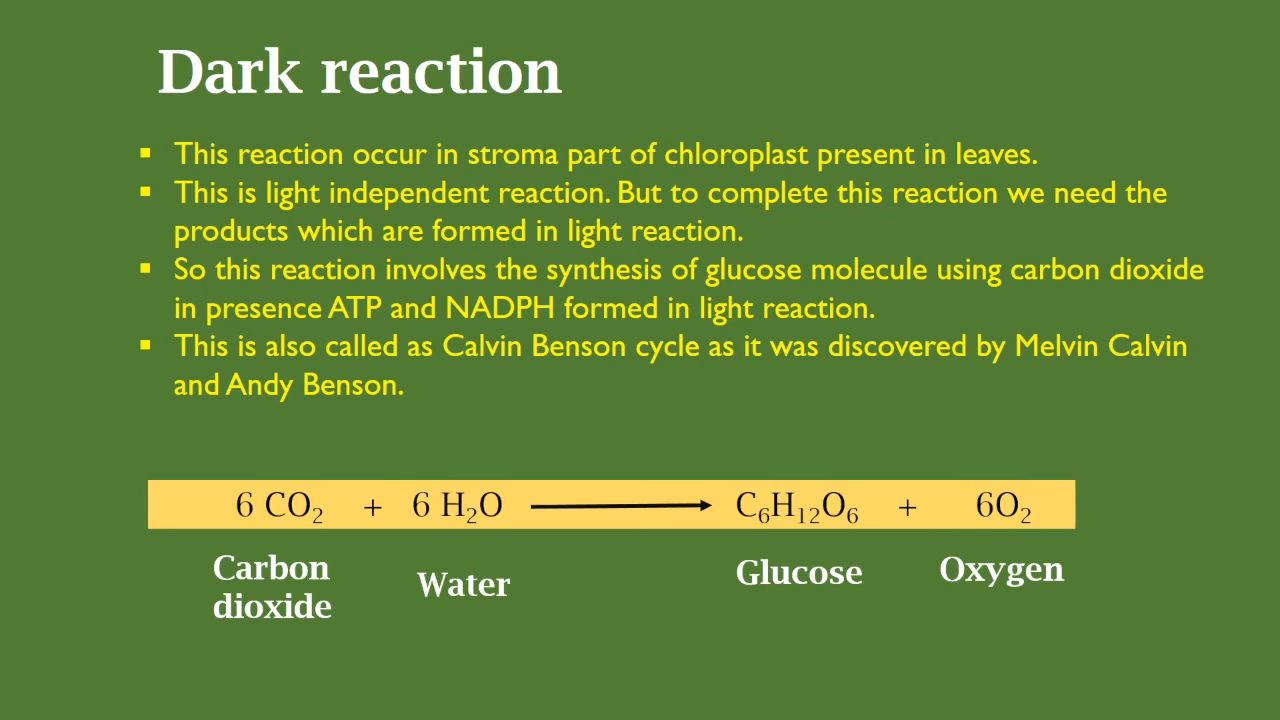 Dark reaction
▪ This reaction occur in stroma part of chloroplast present in leaves.
▪ This is light independent reaction. But to complete this reaction we need the
products which are formed in light reaction.
▪ So this reaction involves the synthesis of glucose molecule using carbon dioxide
in presence ATP and NADPH formed in light reaction.
▪ This is also called as Calvin Benson cycle as it was discovered by Melvin Calvin
and Andy Benson.
6 CO₂ + 6 H₂O ⟶ C₆H₁₂O₆ + 6O₂
Carbon
dioxide
Water
Glucose
Oxygen